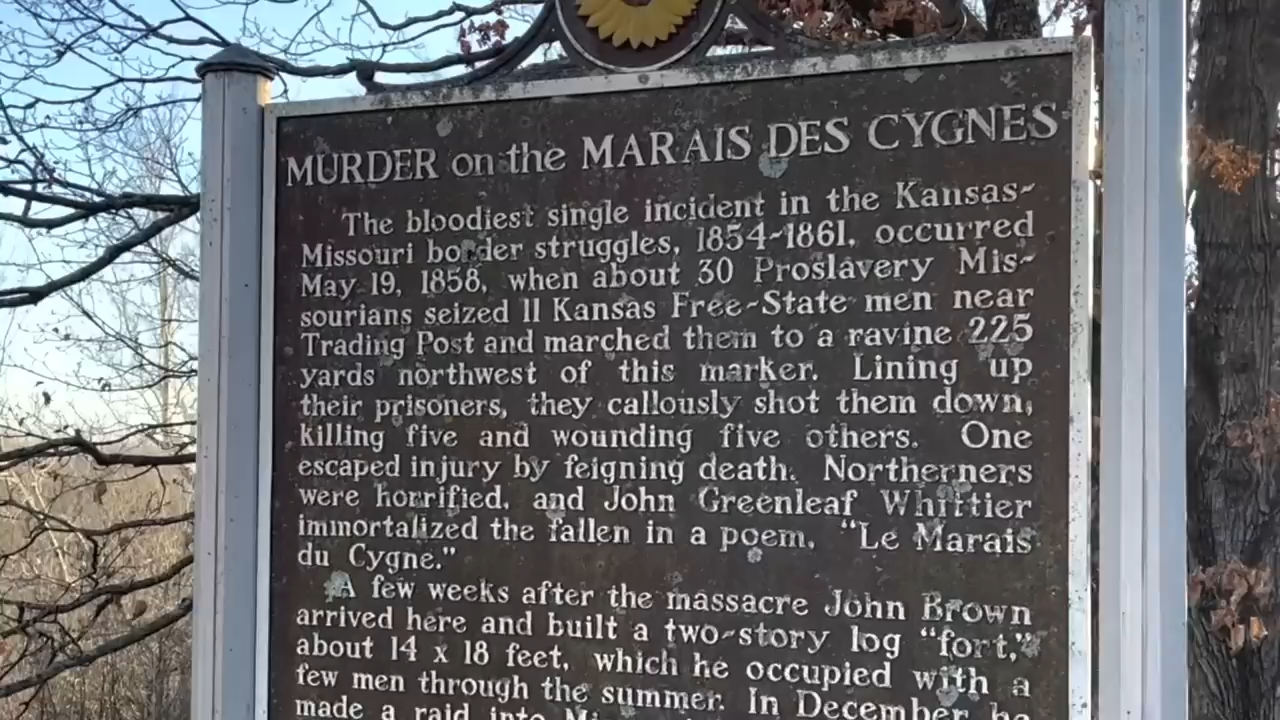 MURDER on the MARAIS DES CYGNES
The bloodiest single incident in the Kansas-
Missouri border struggles, 1854-1861, occurred
May 19, 1858, when about 30 Proslavery Mis-
sourians seized 11 Kansas Free-State men near
Trading Post and marched them to a ravine 225
yards northwest of this marker. Lining up
their prisoners, they callously shot them down,
killing five and wounding five others. One
escaped injury by feigning death. Northerners
were horrified, and John Greenleaf Whittier
immortalized the fallen in a poem, "Le Marais
du Cygne."
A few weeks after the massacre John Brown
arrived here and built a two-story log "fort,"
about 14 x 18 feet, which he occupied with a
few men through the summer. In December he
made a raid into